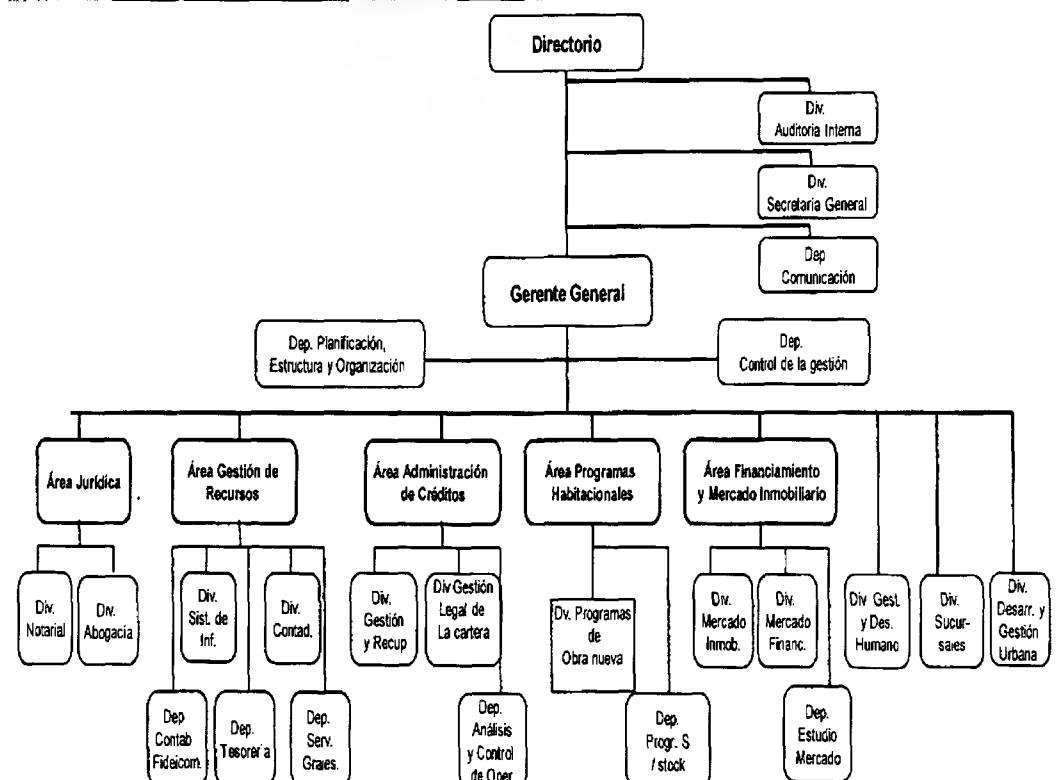 Directorio
Div.
Auditoria Interna
Div.
Secretaria General
Dep
Comunicación
Gerente General
Dep. Planificación,
Estructura y Organización
Dep.
Control de la gestión
Área Jurídica
Área Gestión de
Recursos
Área Administración
de Créditos
Área Programas
Habitacionales
Área Financiamiento
y Mercado Inmobiliario
Div.
Notarial
Div.
Abogacia
Div.
Sist. de
Inf.
Div.
Contad.
Div.
Gestión
y Recup
Div Gestión
Legal de
La cartera
Dv. Programas
de
Obra nueva
Div.
Mercado
Inmob.
Div.
Mercado
Financ.
Div Gest.
y Des.
Humano
Div.
Sucur-
sales
Div.
Desarr. y
Gestión
Urbana
Dep
Contab
Fideicom.
Dep.
Tesoreria
Dep.
Serv.
Grales.
Dep.
Análisis
y Control
de Oper
Dep.
Progr. S
/ stock
Dep.
Estudio
Mercado